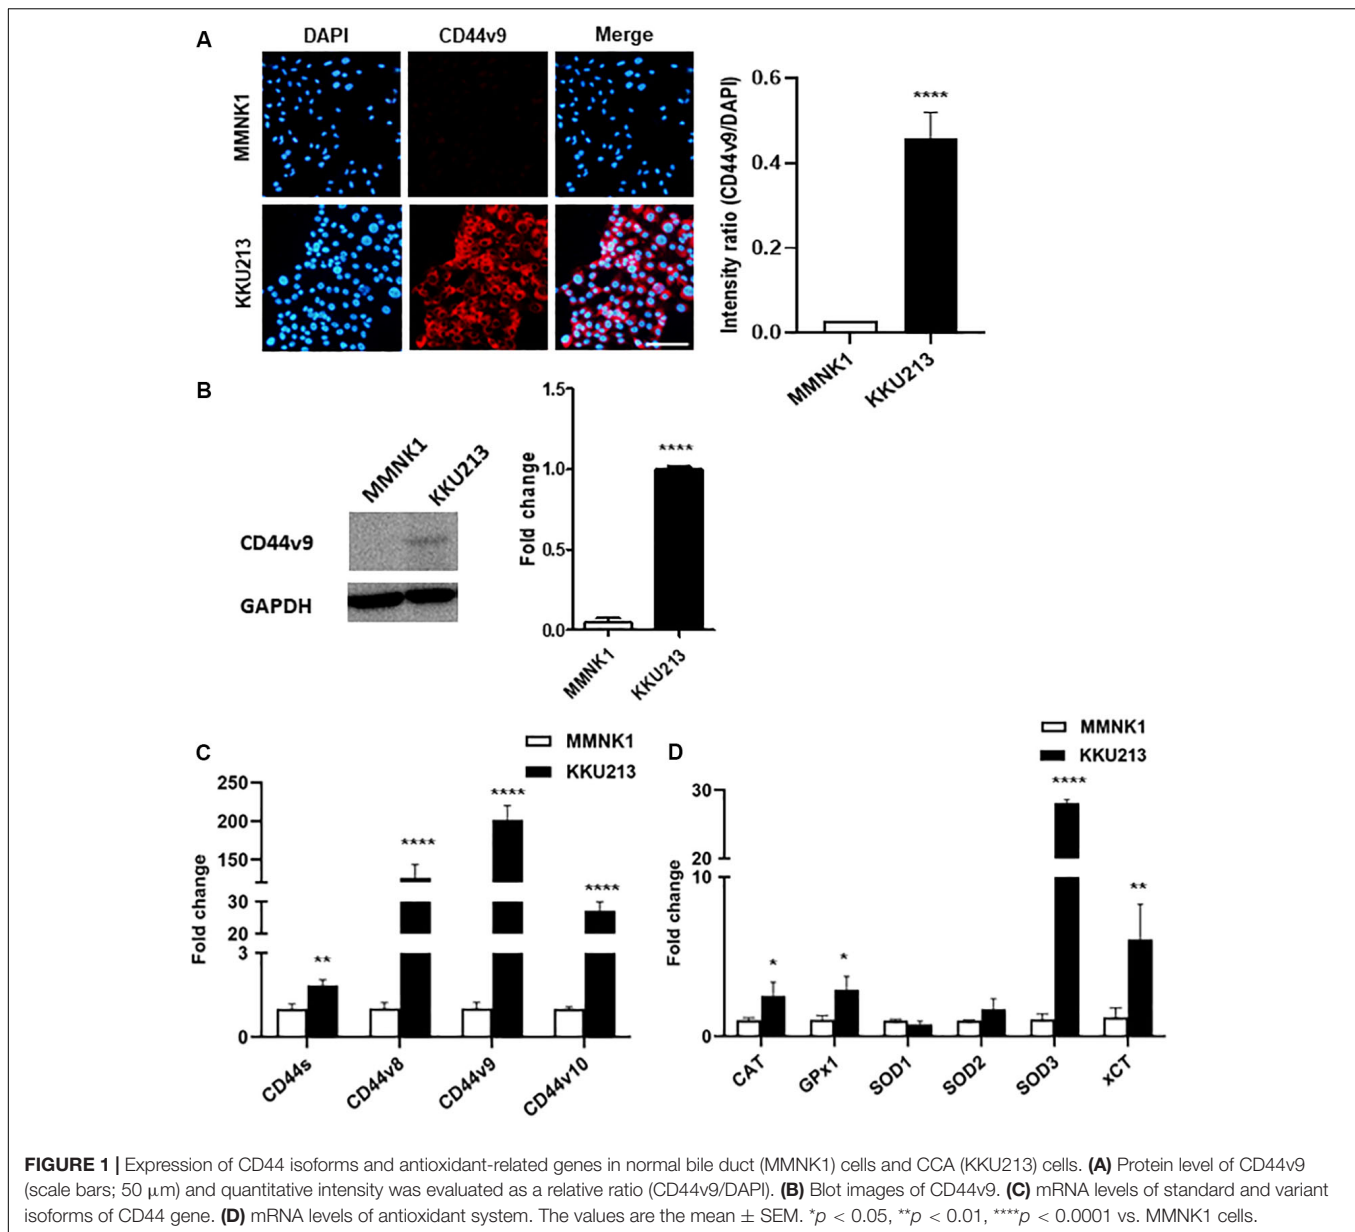 A
DAPI CD44v9 Merge
MMNK1
KKU213
Intensity ratio (CD44v9/DAPI)
0.6
0.4
0.2
0.0
****
MMNK1 KKU213
B
MMNK1 KKU213
CD44v9
GAPDH
Fold change
1.5
1.0
0.5
0.0
****
MMNK1 KKU213
C
MMNK1
KKU213
Fold change
250
200
150
30
20
3
0
** **** **** ****
CD44s CD44v8 CD44v9 CD44v10
D
MMNK1
KKU213
Fold change
30
20
10
0
* * **** **
CAT GPx1 SOD1 SOD2 SOD3 xCT
FIGURE 1 | Expression of CD44 isoforms and antioxidant-related genes in normal bile duct (MMNK1) cells and CCA (KKU213) cells. (A) Protein level of CD44v9
(scale bars; 50 μm) and quantitative intensity was evaluated as a relative ratio (CD44v9/DAPI). (B) Blot images of CD44v9. (C) mRNA levels of standard and variant
isoforms of CD44 gene. (D) mRNA levels of antioxidant system. The values are the mean ± SEM. *p < 0.05, **p < 0.01, ****p < 0.0001 vs. MMNK1 cells.